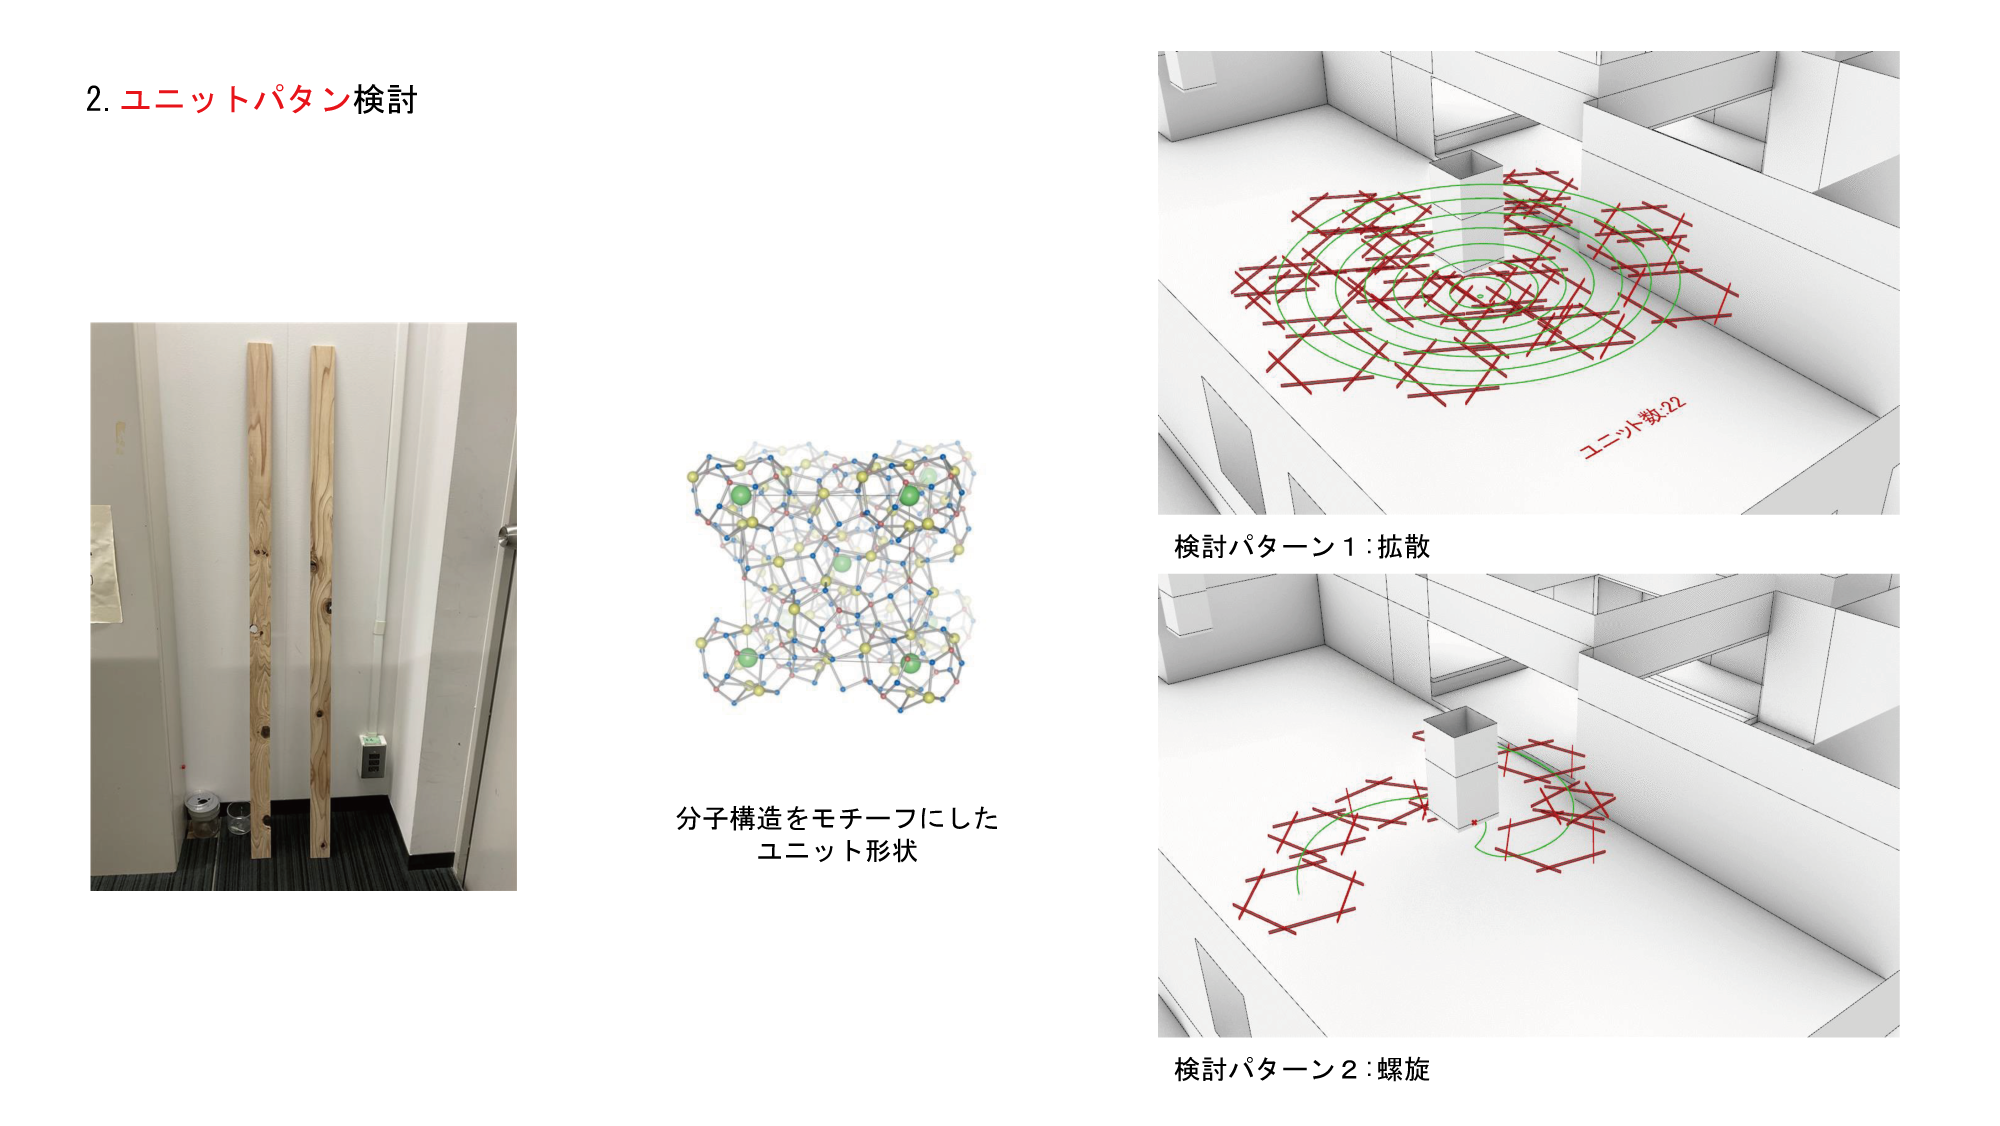 2. ユニットパタン検討
分子構造をモチーフにした
ユニット形状
ユニット数:22
検討パターン1:拡散
検討パターン2:螺旋